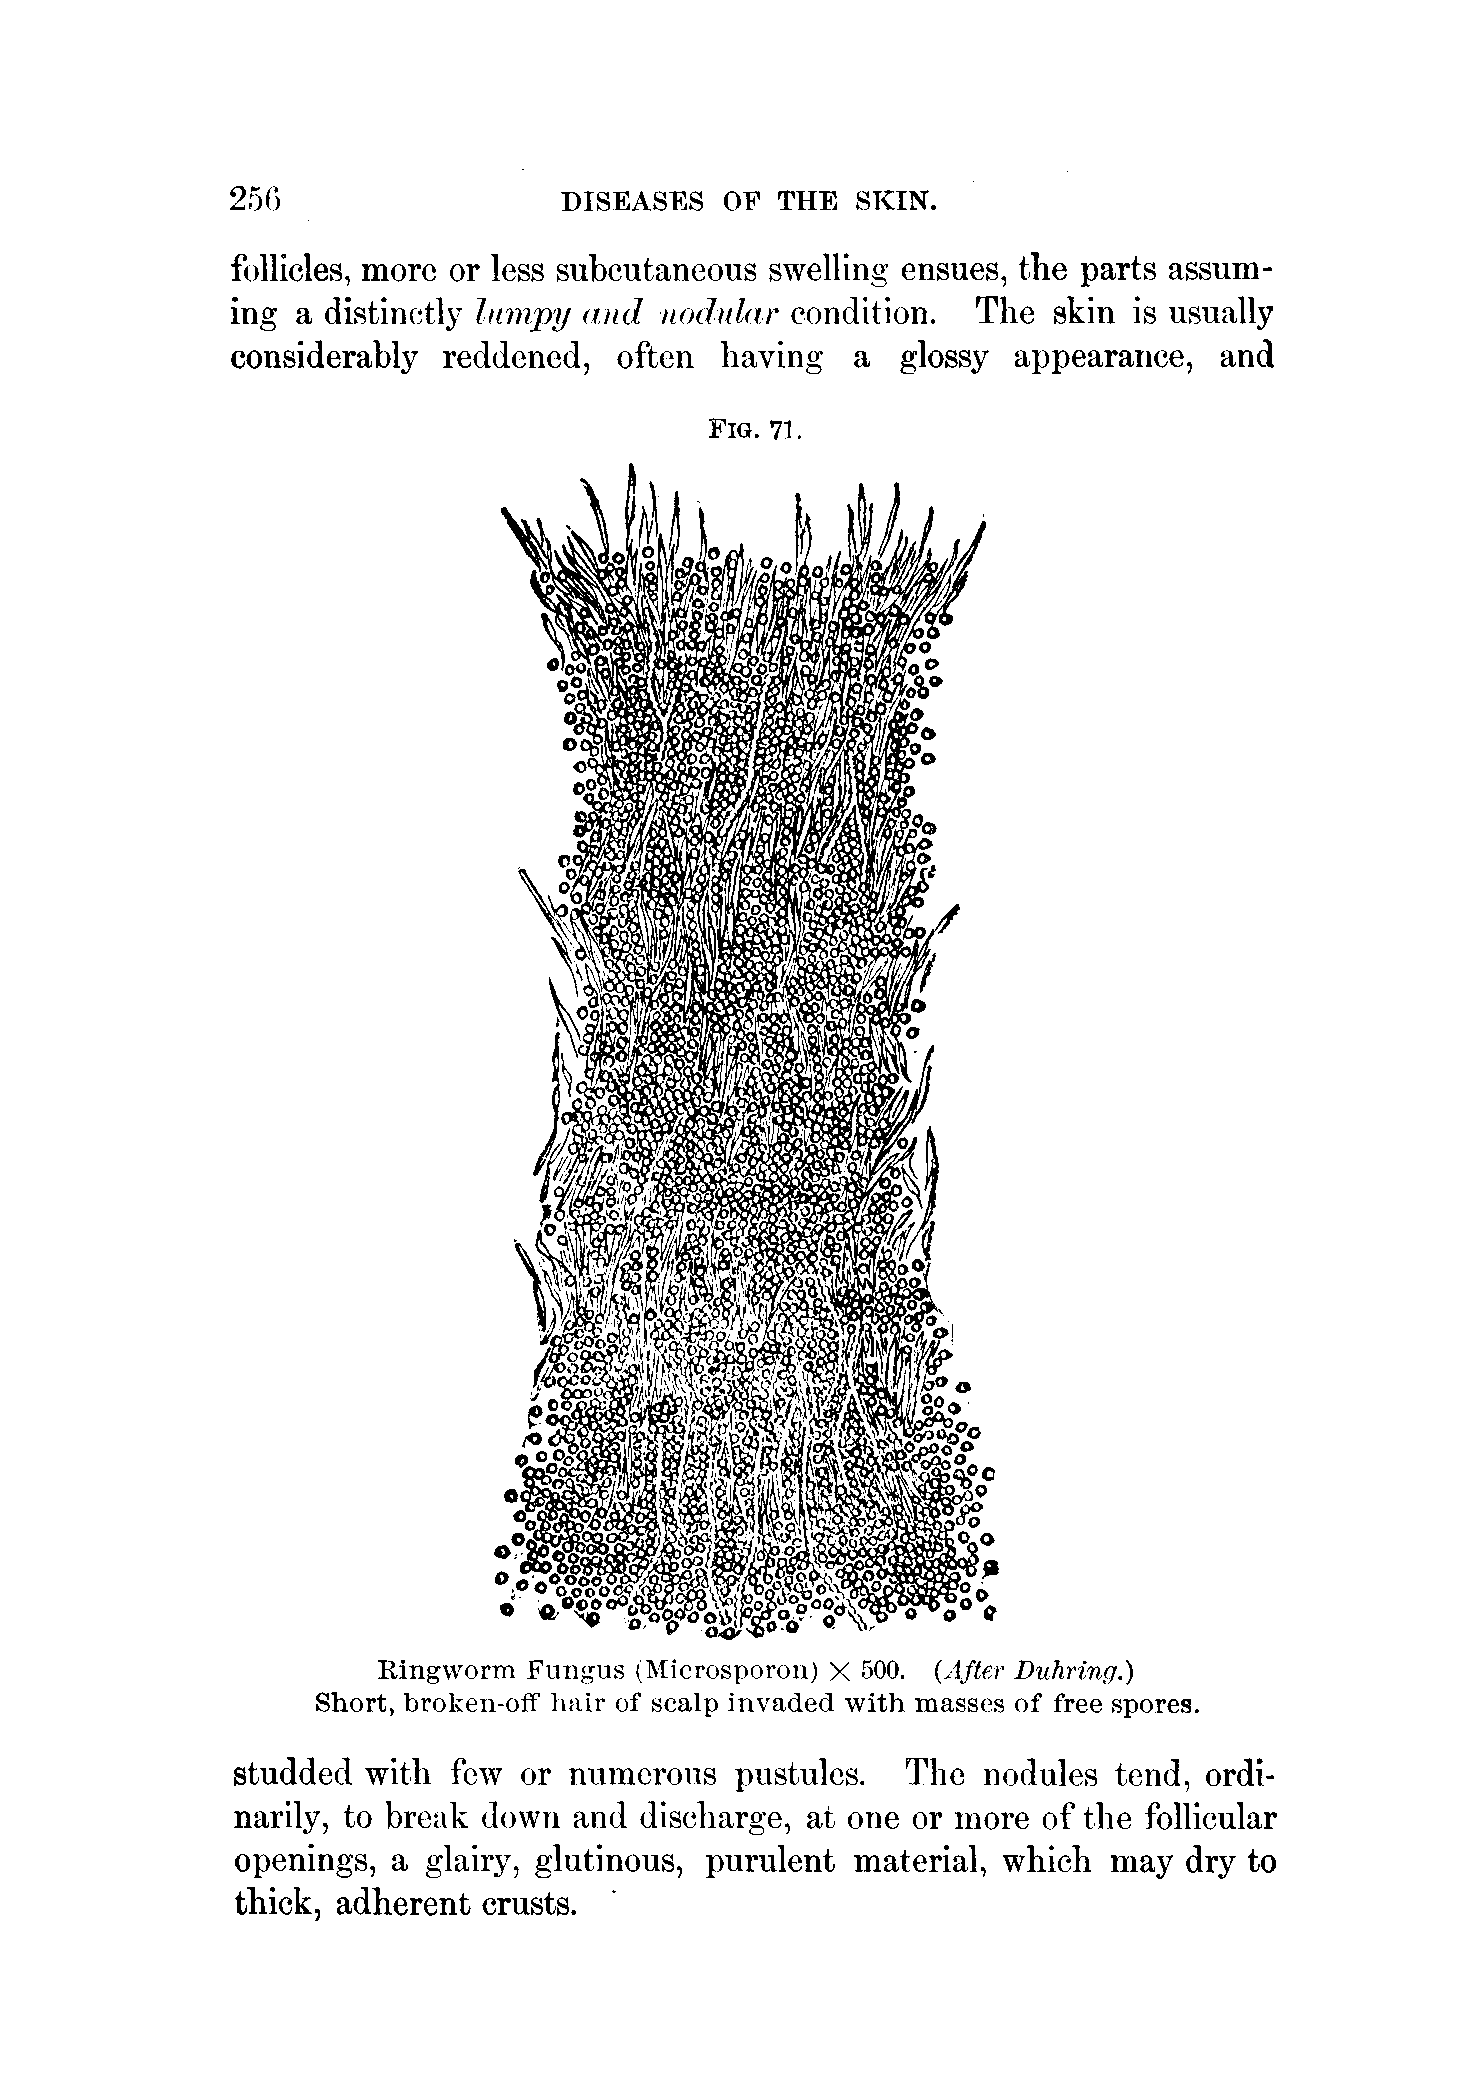 256 DISEASES OF THE SKIN.
follicles, more or less subcutaneous swelling ensues, the parts assum-
ing a distinctly lumpy and nodular condition. The skin is usually
considerably reddened, often having a glossy appearance, and
FIG. 71.
Ringworm Fungus (Microsporon) × 500. (After Duhring.)
Short, broken-off hair of scalp invaded with masses of free spores.
studded with few or numerous pustules. The nodules tend, ordi-
narily, to break down and discharge, at one or more of the follicular
openings, a glairy, glutinous, purulent material, which may dry to
thick, adherent crusts.